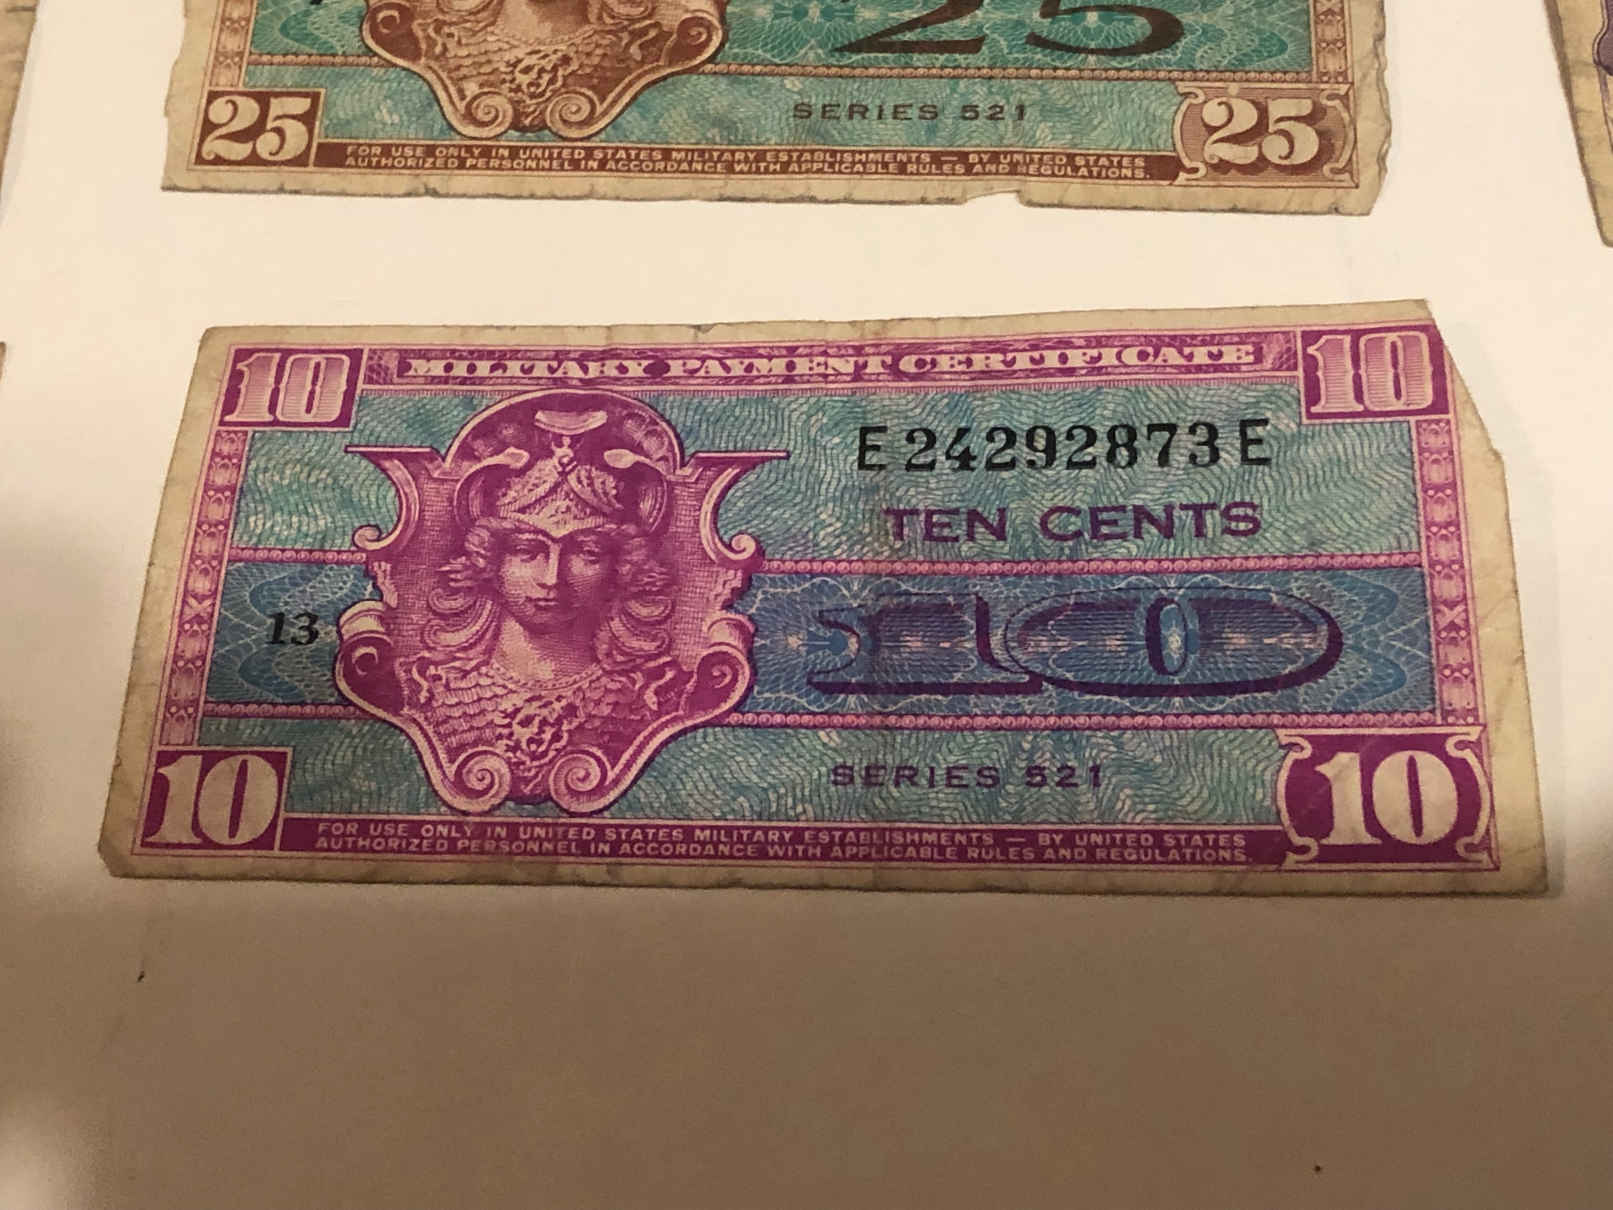 25
SERIES 521
25
25
FOR USE ONLY IN UNITED STATES MILITARY ESTABLISHMENTS — BY UNITED STATES
AUTHORIZED PERSONNEL IN ACCORDANCE WITH APPLICABLE RULES AND REGULATIONS.
10
MILITARY PAYMENT CERTIFICATE
10
E24292873E
TEN CENTS
13
10
SERIES 521
10
10
FOR USE ONLY IN UNITED STATES MILITARY ESTABLISHMENTS — BY UNITED STATES
AUTHORIZED PERSONNEL IN ACCORDANCE WITH APPLICABLE RULES AND REGULATIONS.